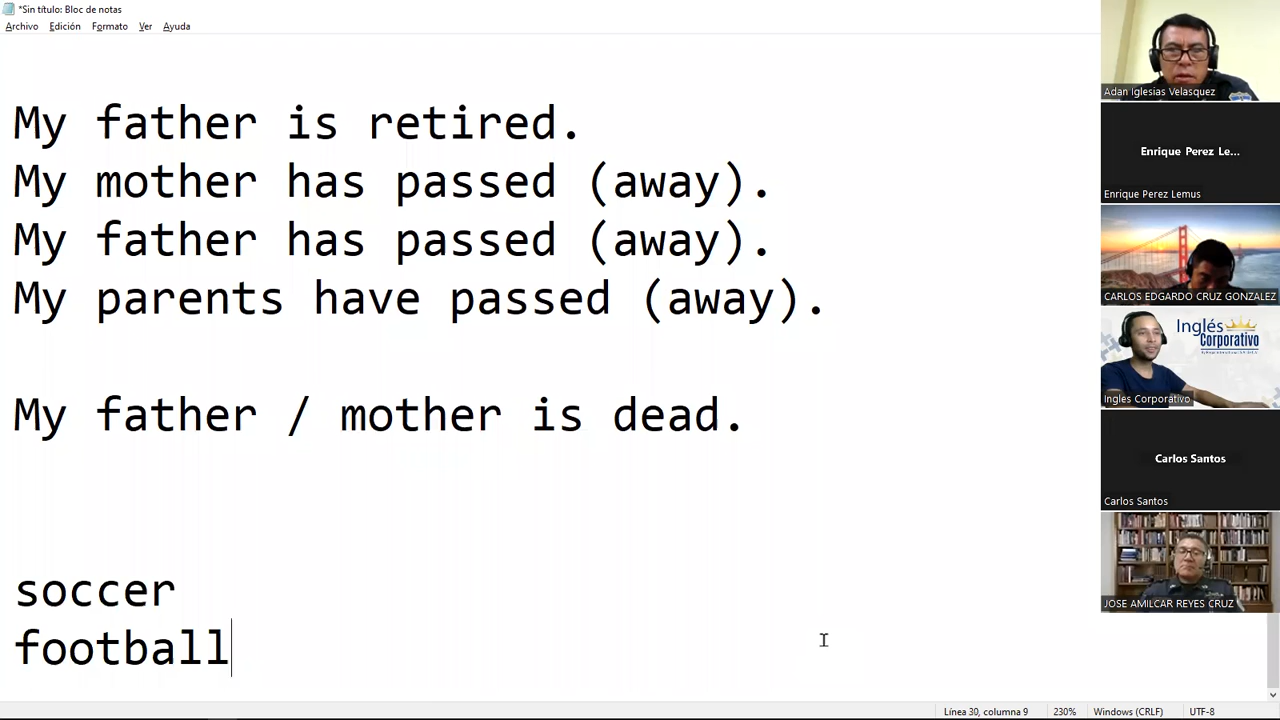 *Sin título: Bloc de notas
Archivo Edición Formato Ver Ayuda
My father is retired.
My mother has passed (away).
My father has passed (away).
My parents have passed (away).
My father / mother is dead.
soccer
football
Línea 30, columna 9 230% Windows (CRLF) UTF-8
Adan Iglesias Velasquez
Enrique Perez Le...
Enrique Perez Lemus
CARLOS EDGARDO CRUZ GONZALEZ
Inglés
Corporativo
Ingles Corporativo
Carlos Santos
Carlos Santos
JOSE AMILCAR REYES CRUZ